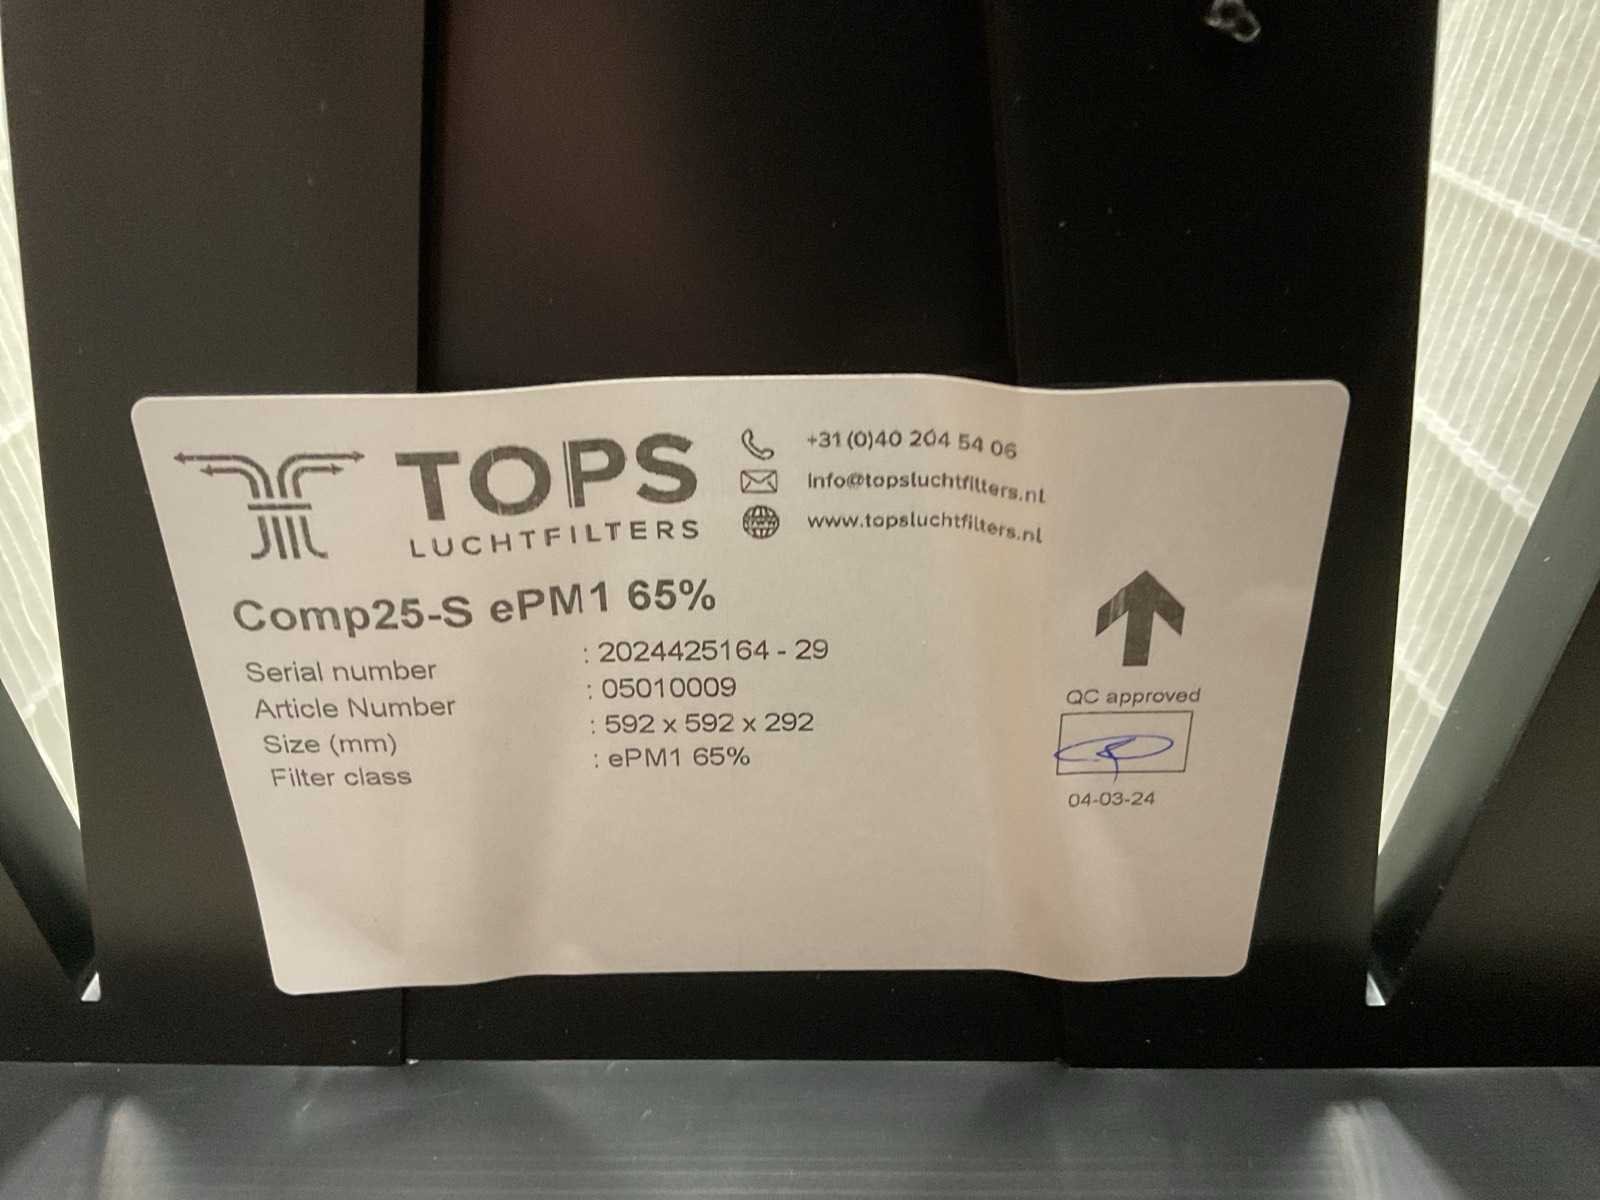 TOPS
LUCHTFILTERS
+31 (0)40 204 54 06
Info@topsluchtfilters.nl
www.topsluchtfilters.nl
Comp25-S ePM1 65%
Serial number : 2024425164 - 29
Article Number : 05010009
Size (mm) : 592 x 592 x 292
Filter class : ePM1 65%
QC approved
04-03-24